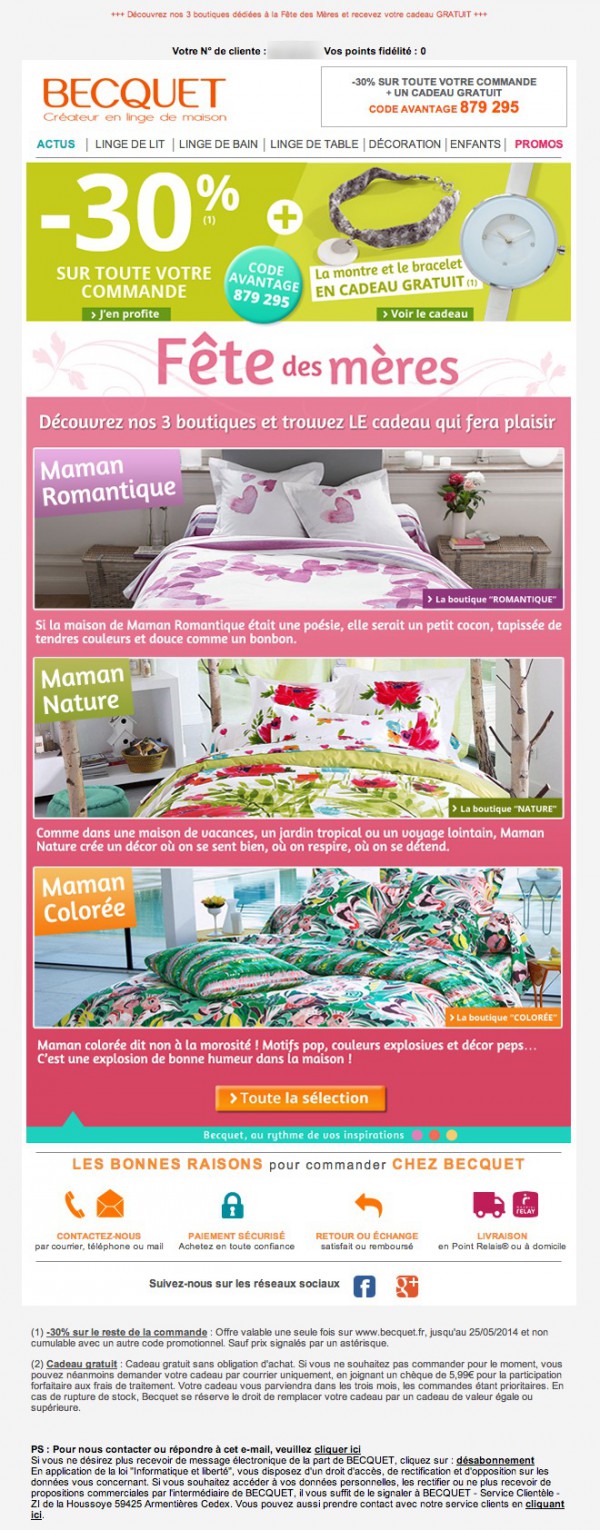 +++ Découvrez nos 3 boutiques dédiées à la Fête des Mères et recevez votre cadeau GRATUIT +++
Votre N° de cliente : Vos points fidélité : 0
BECQUET
Créateur en linge de maison
-30% SUR TOUTE VOTRE COMMANDE
+ UN CADEAU GRATUIT
CODE AVANTAGE 879 295
ACTUS | LINGE DE LIT | LINGE DE BAIN | LINGE DE TABLE | DÉCORATION | ENFANTS | PROMOS
-30% (1)
SUR TOUTE VOTRE
COMMANDE
> J'en profite
+
CODE
AVANTAGE
879 295
La montre et le bracelet
EN CADEAU GRATUIT (1)
> Voir le cadeau
Fête des mères
Découvrez nos 3 boutiques et trouvez LE cadeau qui fera plaisir
Maman
Romantique
> La boutique "ROMANTIQUE"
Si la maison de Maman Romantique était une poésie, elle serait un petit cocon, tapissée de
tendres couleurs et douce comme un bonbon.
Maman
Nature
> La boutique "NATURE"
Comme dans une maison de vacances, un jardin tropical ou un voyage lointain, Maman
Nature crée un décor où on se sent bien, où on respire, où on se détend.
Maman
Colorée
> La boutique "COLORÉE"
Maman colorée dit non à la morosité ! Motifs pop, couleurs explosives et décor peps...
C'est une explosion de bonne humeur dans la maison !
> Toute la sélection
Becquet, au rythme de vos inspirations
LES BONNES RAISONS pour commander CHEZ BECQUET
CONTACTEZ-NOUS
par courrier, téléphone ou mail
PAIEMENT SÉCURISÉ
Achetez en toute confiance
RETOUR OU ÉCHANGE
satisfait ou remboursé
RELAY
LIVRAISON
en Point Relais® ou à domicile
Suivez-nous sur les réseaux sociaux
(1) -30% sur le reste de la commande : Offre valable une seule fois sur www.becquet.fr, jusqu'au 25/05/2014 et non
cumulable avec un autre code promotionnel. Sauf prix signalés par un astérisque.
(2) Cadeau gratuit : Cadeau gratuit sans obligation d'achat. Si vous ne souhaitez pas commander pour le moment, vous
pouvez néanmoins demander votre cadeau par courrier uniquement, en joignant un chèque de 5,99€ pour la participation
forfaitaire aux frais de traitement. Votre cadeau vous parviendra dans les trois mois, les commandes étant prioritaires. En
cas de rupture de stock, Becquet se réserve le droit de remplacer votre cadeau par un cadeau de valeur égale ou
supérieure.
PS : Pour nous contacter ou répondre à cet e-mail, veuillez cliquer ici
Si vous ne désirez plus recevoir de message électronique de la part de BECQUET, cliquez sur : désabonnement
En application de la loi "Informatique et liberté", vous disposez d'un droit d'accès, de rectification et d'opposition sur les
données vous concernant. Si vous souhaitez accéder à vos données personnelles, les rectifier ou ne plus recevoir de
propositions commerciales par l'intermédiaire de BECQUET, il vous suffit de le signaler à BECQUET - Service Clientèle -
ZI de la Houssoye 59425 Armentières Cedex. Vous pouvez aussi prendre contact avec notre service clients en cliquant
ici.